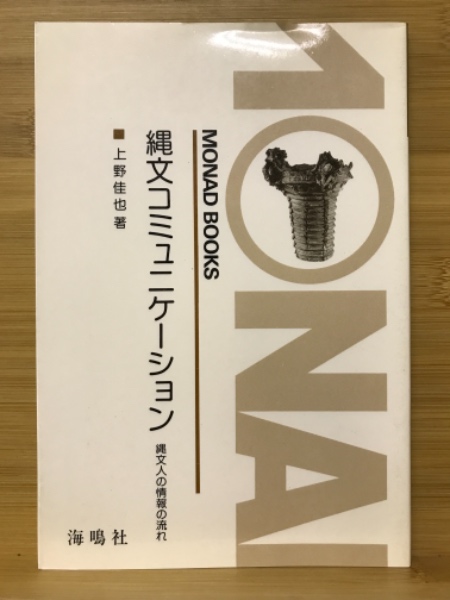 MONAD
MONAD BOOKS
縄文コミュニケーション
縄文人の情報の流れ
■上野佳也著
海鳴社